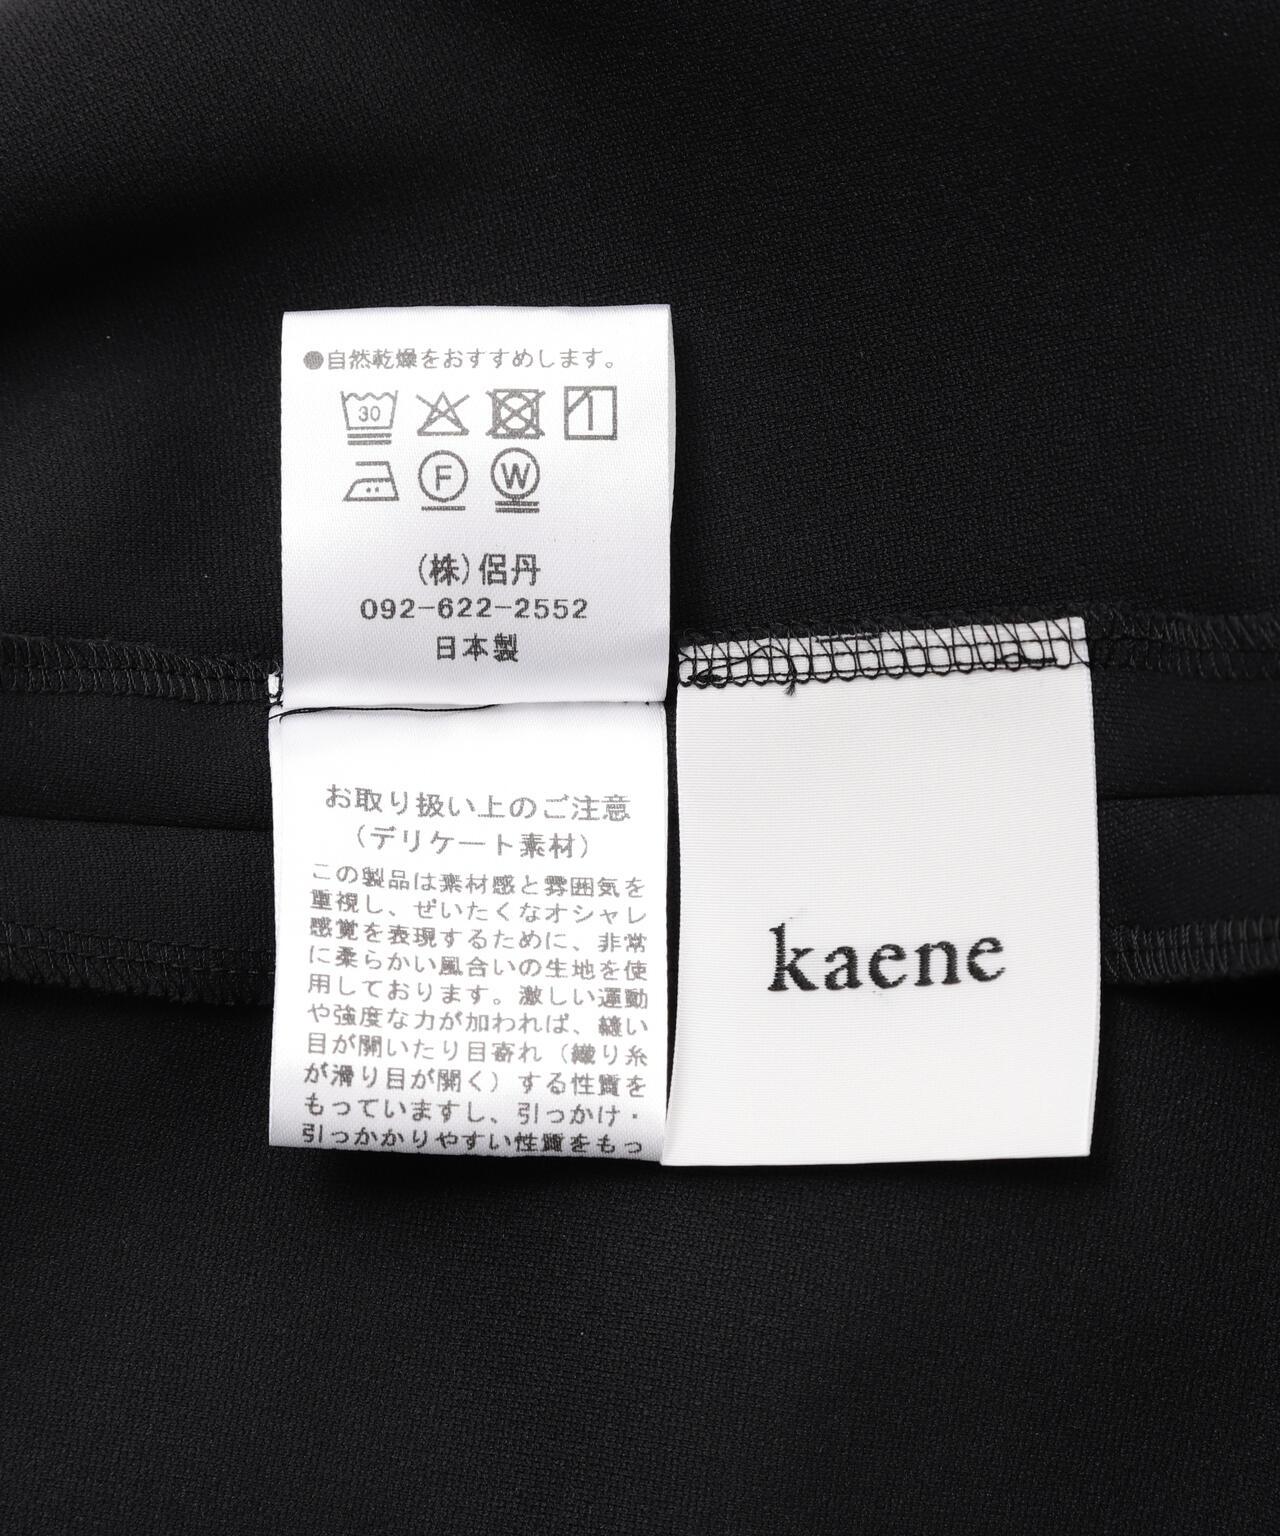 ●自然乾燥をおすすめします。
30
F W
(株)侶丹
092-622-2552
日本製
お取り扱い上のご注意
（デリケート素材）
この製品は素材感と雰囲気を
重視し、ぜいたくなオシャレ
感覚を表現するために、非常
に柔らかい風合いの生地を使
用しております。激しい運動
や強度な力が加われば、縫い
目が開いたり目寄れ（織り糸
が滑り目が開く）する性質を
もっていますし、引っかけ・
引っかかりやすい性質をもっ
kaene